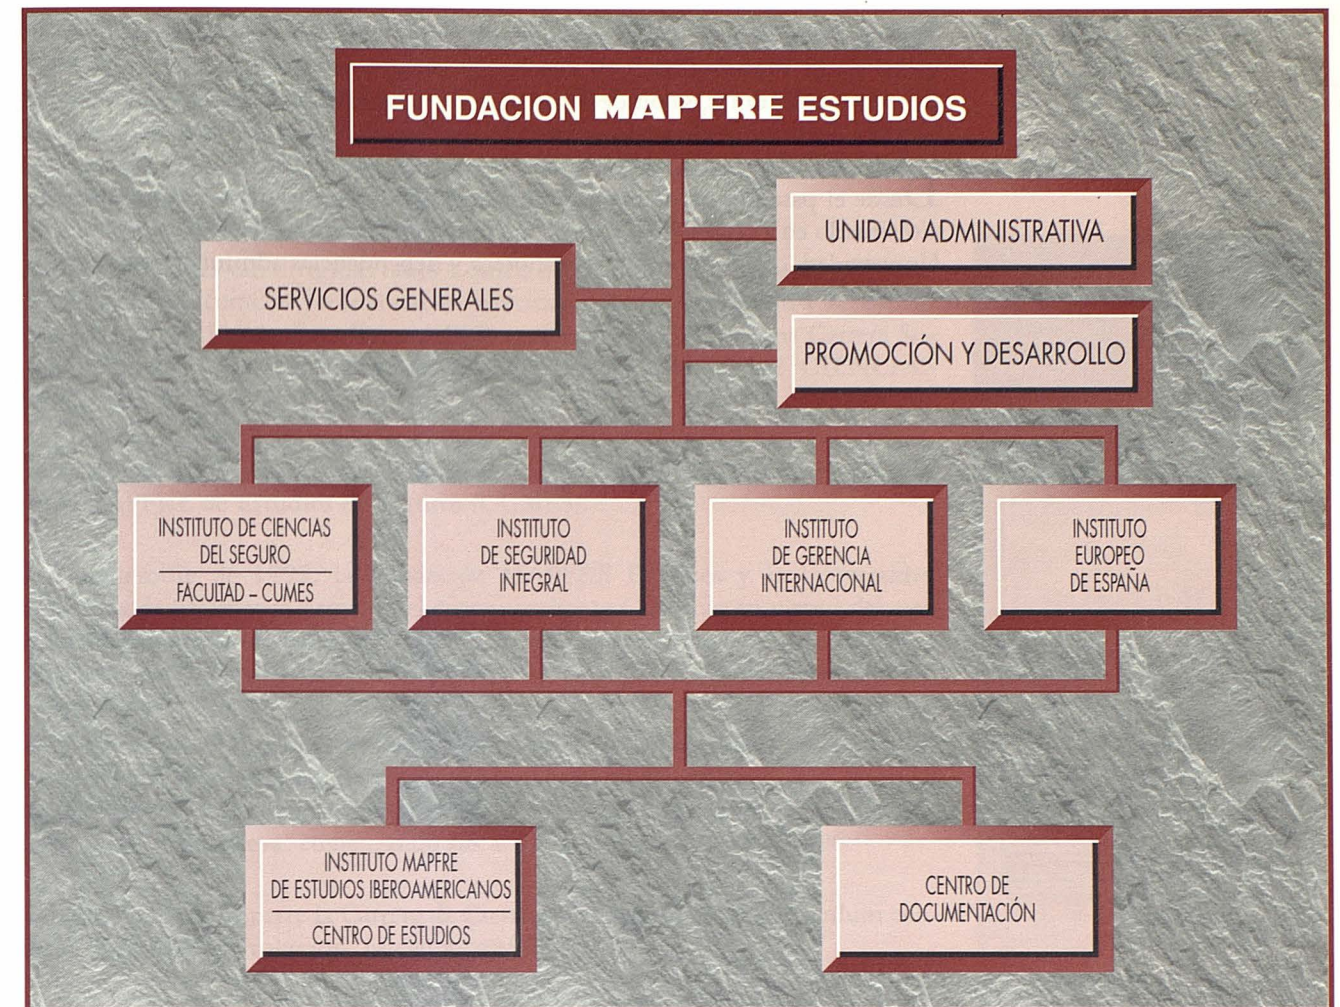 FUNDACION MAPFRE ESTUDIOS
UNIDAD ADMINISTRATIVA
SERVICIOS GENERALES
PROMOCIÓN Y DESARROLLO
INSTITUTO DE CIENCIAS
DEL SEGURO
FACULTAD – CUMES
INSTITUTO
DE SEGURIDAD
INTEGRAL
INSTITUTO
DE GERENCIA
INTERNACIONAL
INSTITUTO
EUROPEO
DE ESPAÑA
INSTITUTO MAPFRE
DE ESTUDIOS IBEROAMERICANOS
CENTRO DE ESTUDIOS
CENTRO DE
DOCUMENTACIÓN